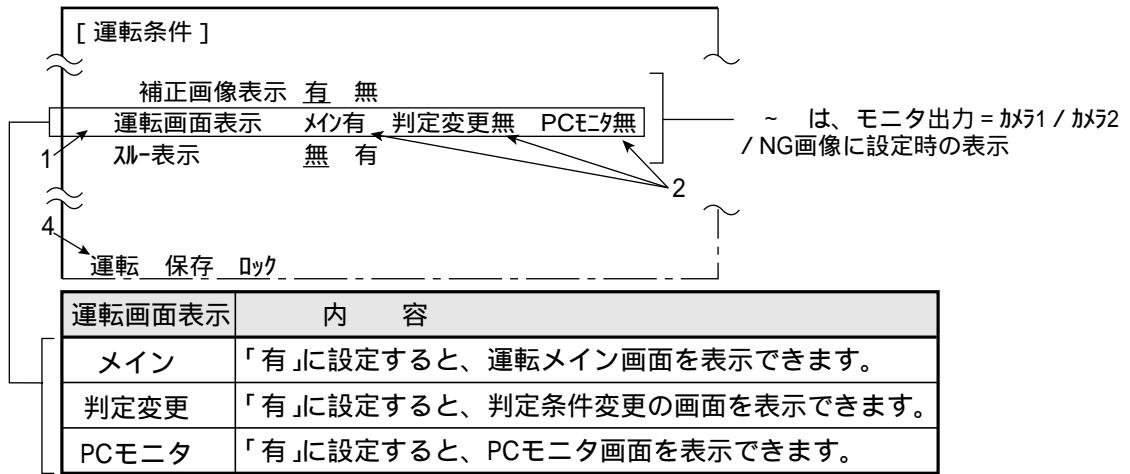 [ 運転条件 ]
補正画像表示 有 無
運転画面表示 ﾒｲﾝ有 判定変更無 PCﾓﾆﾀ無
ｽﾙｰ表示 無 有
1
2
4
~ は、モニタ出力 = ｶﾒﾗ1 / ｶﾒﾗ2
/ NG画像に設定時の表示
運転 保存 ﾛｯｸ
運転画面表示 内 容
メイン 「有」に設定すると、運転メイン画面を表示できます。
判定変更 「有」に設定すると、判定条件変更の画面を表示できます。
PCモニタ 「有」に設定すると、PCモニタ画面を表示できます。